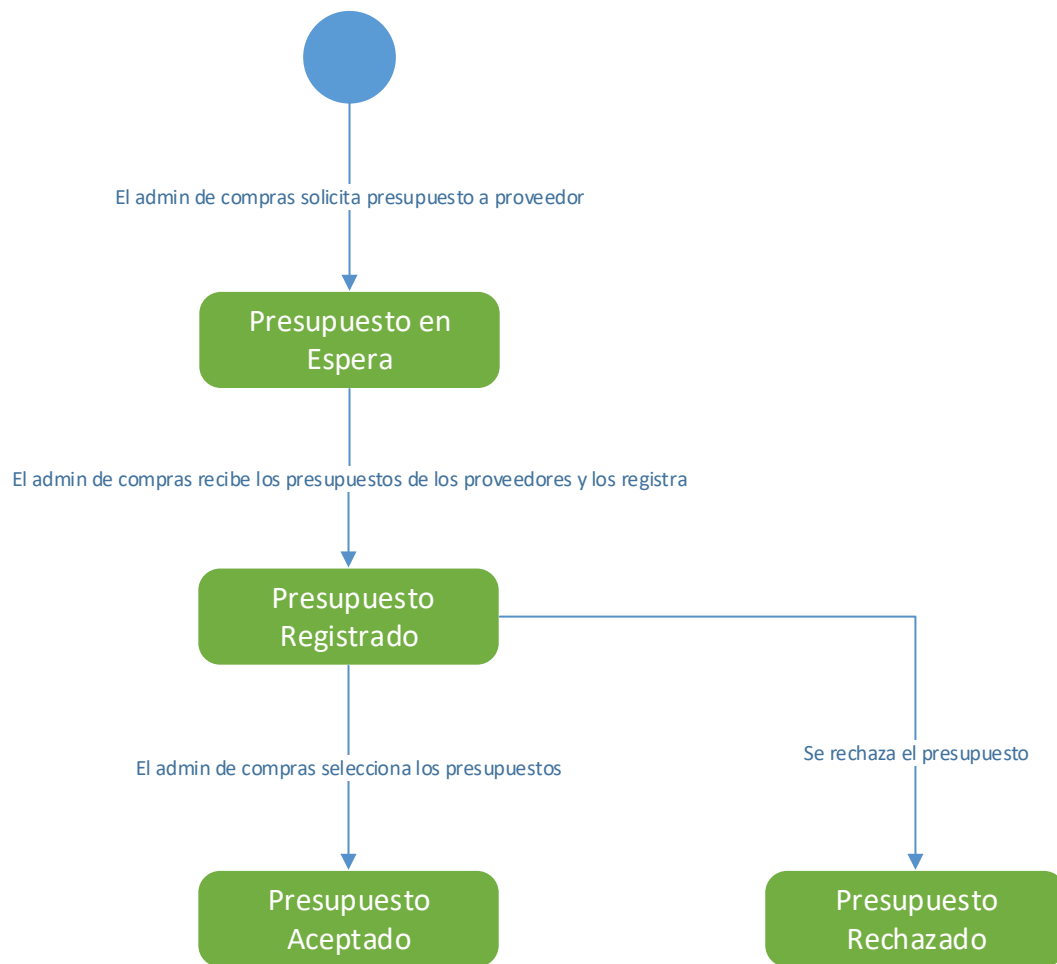 El admin de compras solicita presupuesto a proveedor
Presupuesto en
Espera
El admin de compras recibe los presupuestos de los proveedores y los registra
Presupuesto
Registrado
Se rechaza el presupuesto
El admin de compras selecciona los presupuestos
Presupuesto
Aceptado
Presupuesto
Rechazado